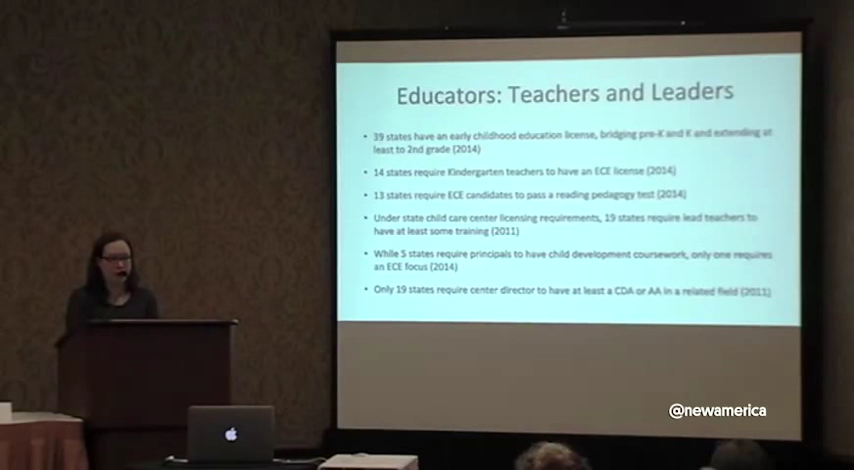 Educators: Teachers and Leaders
• 39 states have an early childhood education license, bridging pre-K and K and extending at
least to 2nd grade (2014)
• 14 states require Kindergarten teachers to have an ECE license (2014)
• 13 states require ECE candidates to pass a reading pedagogy test (2014)
• Under state child care center licensing requirements, 19 states require lead teachers to
have at least some training (2011)
• While 5 states require principals to have child development coursework, only one requires
an ECE focus (2014)
• Only 19 states require center director to have at least a CDA or AA in a related field (2011)
@newamerica